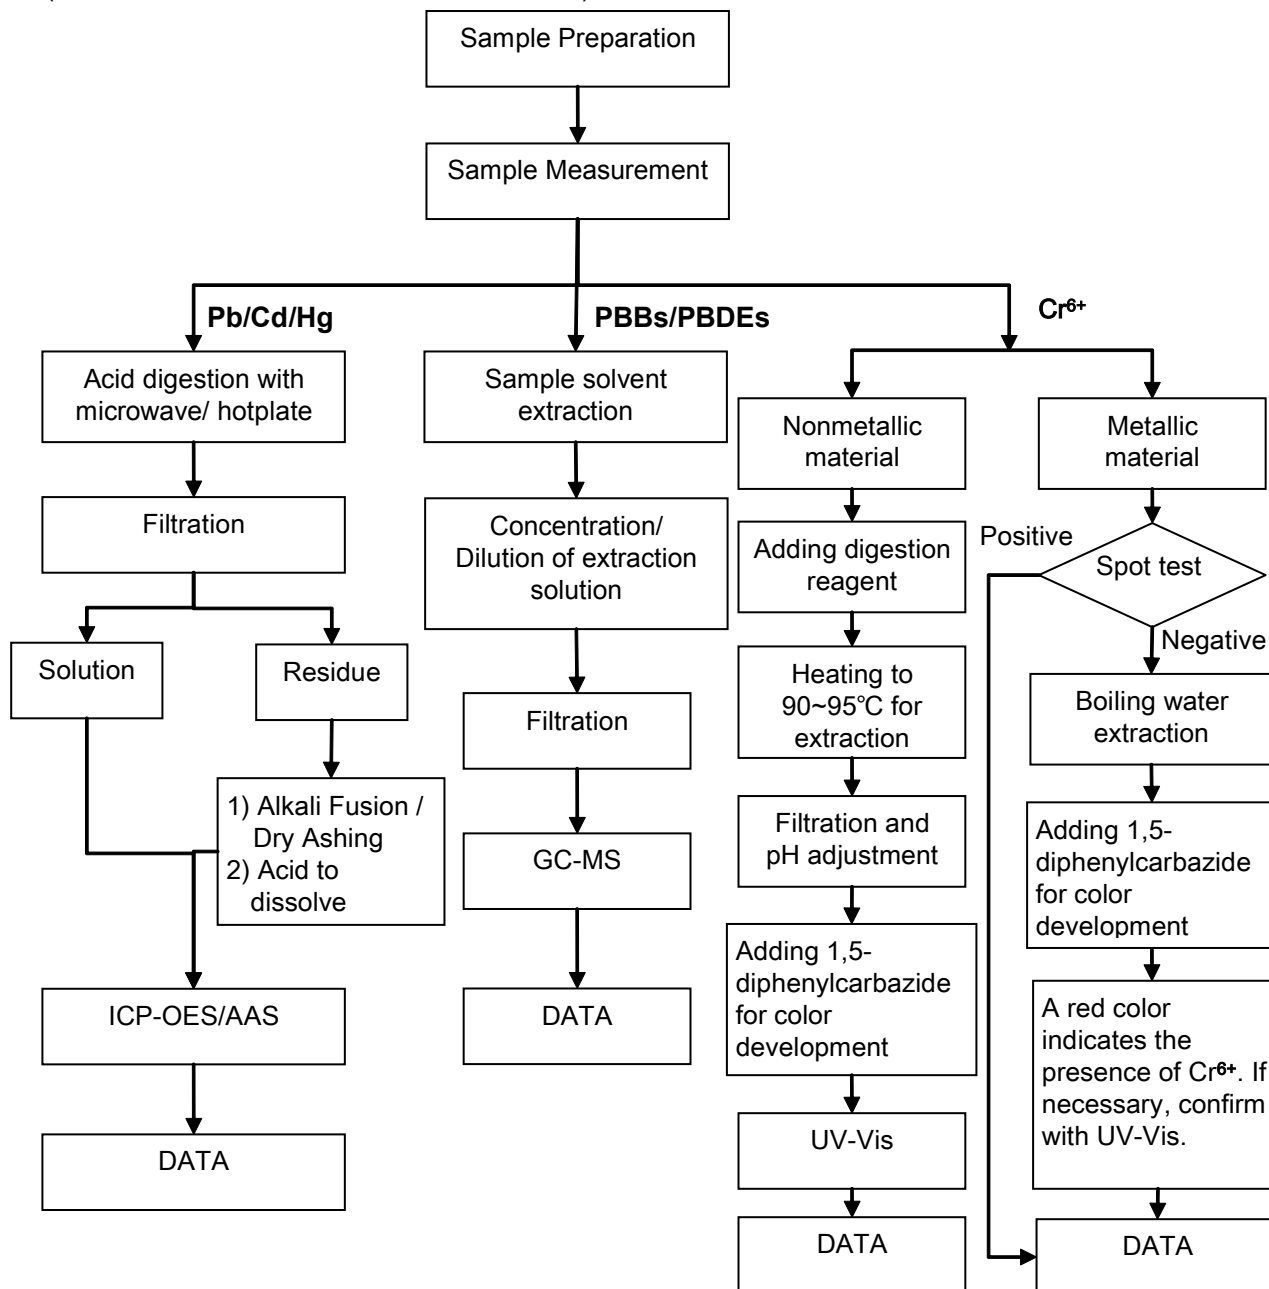 Sample Preparation
Sample Measurement
Pb/Cd/Hg
PBBs/PBDEs
Cr⁶⁺
Acid digestion with
microwave/ hotplate
Filtration
Solution
Residue
1) Alkali Fusion /
Dry Ashing
2) Acid to
dissolve
ICP-OES/AAS
DATA
Sample solvent
extraction
Concentration/
Dilution of extraction
solution
Filtration
GC-MS
DATA
Nonmetallic
material
Adding digestion
reagent
Heating to
90~95℃ for
extraction
Filtration and
pH adjustment
Adding 1,5-
diphenylcarbazide
for color
development
UV-Vis
DATA
Metallic
material
Spot test
Positive
Negative
Boiling water
extraction
Adding 1,5-
diphenylcarbazide
for color
development
A red color
indicates the
presence of Cr⁶⁺. If
necessary, confirm
with UV-Vis.
DATA